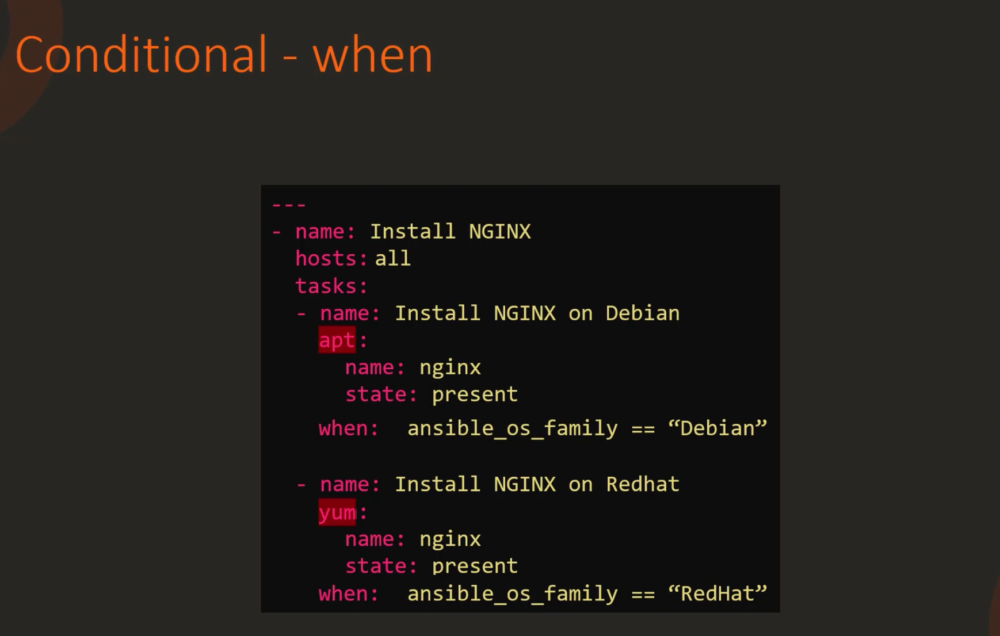 Conditional - when
---
- name: Install NGINX
hosts: all
tasks:
- name: Install NGINX on Debian
apt:
name: nginx
state: present
when: ansible_os_family == “Debian”
- name: Install NGINX on Redhat
yum:
name: nginx
state: present
when: ansible_os_family == “RedHat”